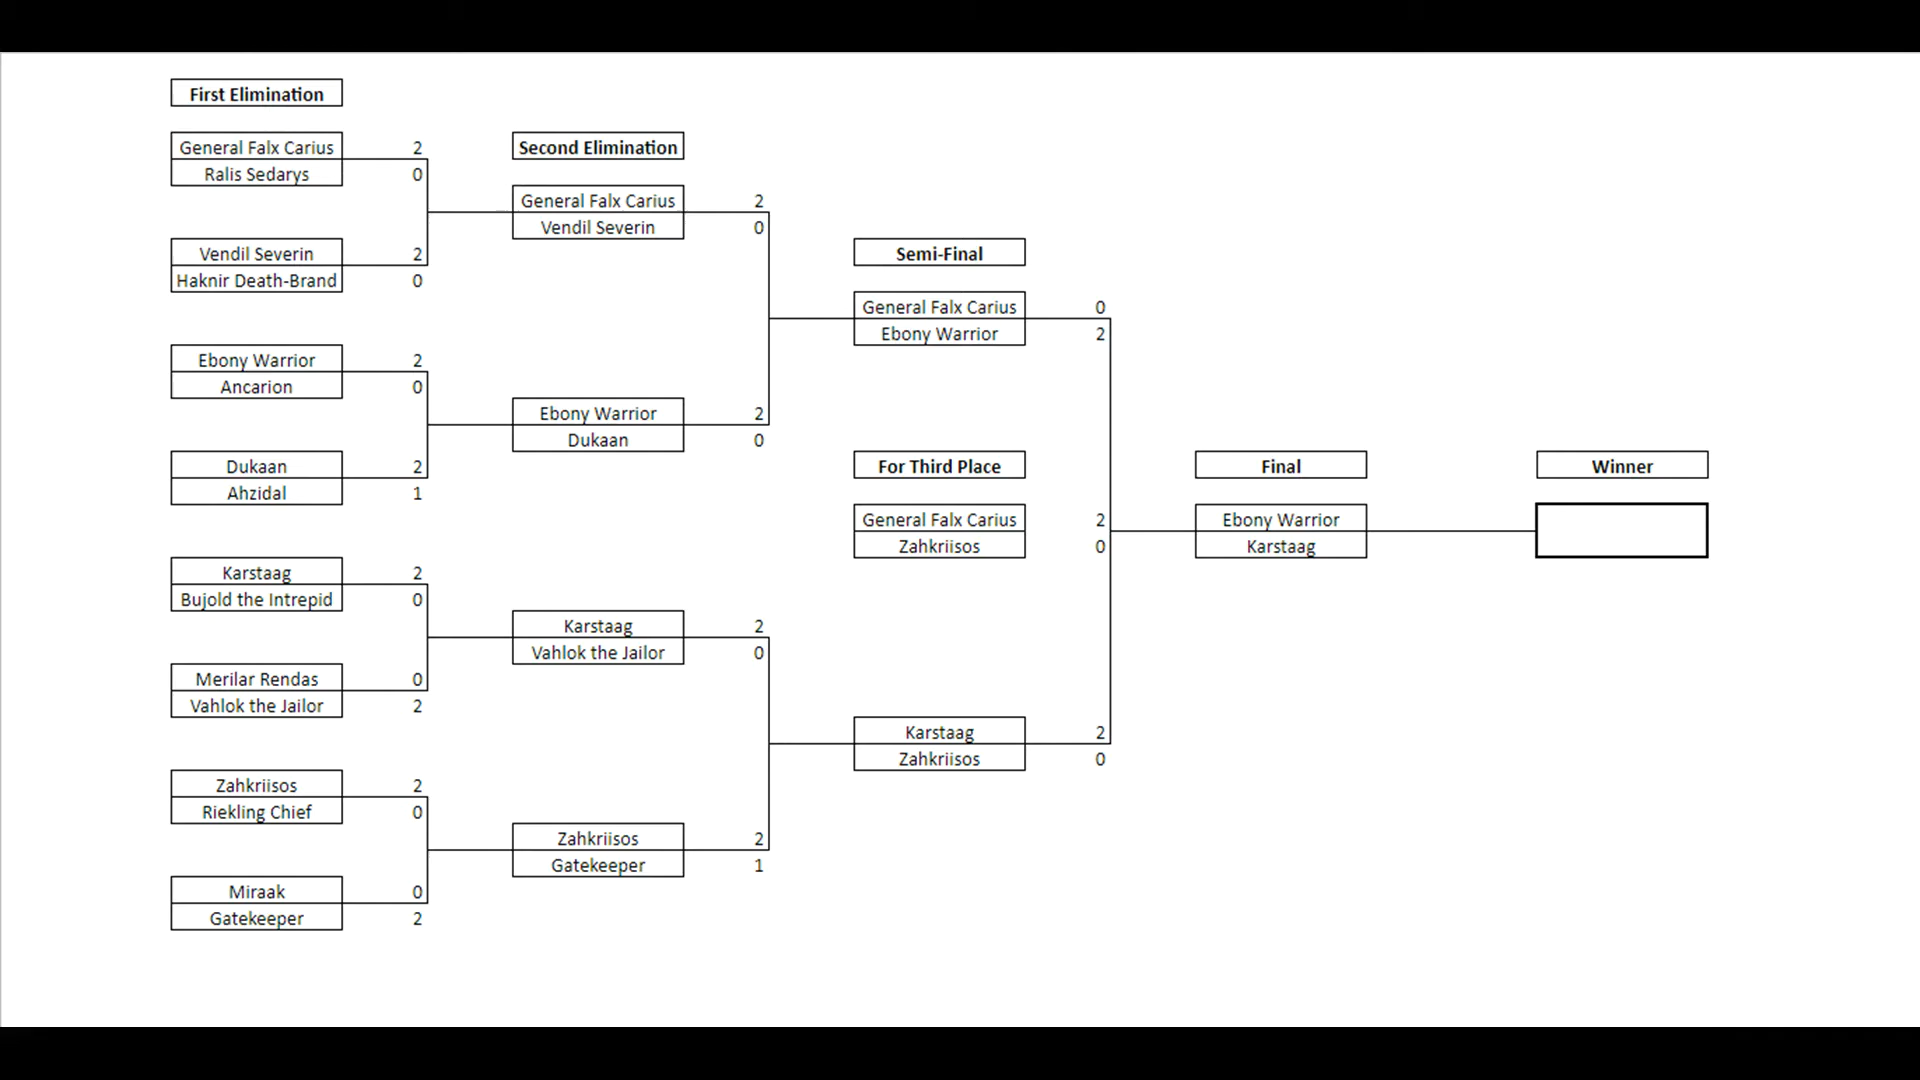 First Elimination
General Falx Carius 2
Ralis Sedarys 0
Vendil Severin 2
Haknir Death-Brand 0
Ebony Warrior 2
Ancarion 0
Dukaan 2
Ahzidal 1
Karstaag 2
Bujold the Intrepid 0
Merilar Rendas 0
Vahlok the Jailor 2
Zahkriisos 2
Riekling Chief 0
Miraak 0
Gatekeeper 2
Second Elimination
General Falx Carius 2
Vendil Severin 0
Ebony Warrior 2
Dukaan 0
Karstaag 2
Vahlok the Jailor 0
Zahkriisos 2
Gatekeeper 1
Semi-Final
General Falx Carius 0
Ebony Warrior 2
For Third Place
General Falx Carius 2
Zahkriisos 0
Karstaag 2
Zahkriisos 0
Final
Ebony Warrior
Karstaag
Winner